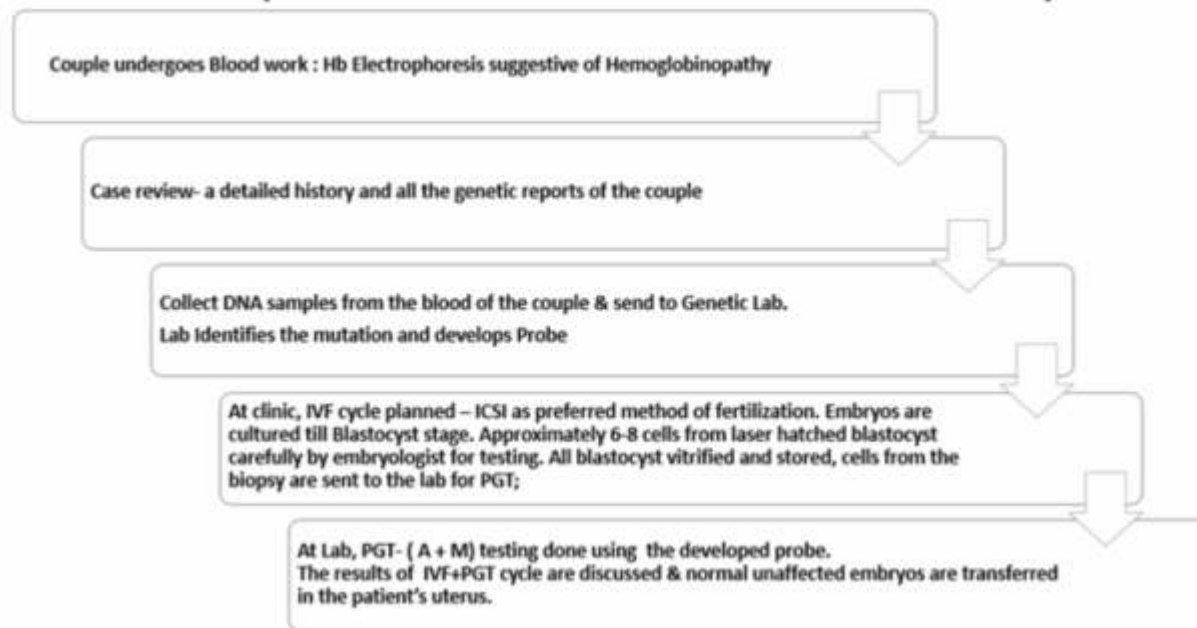 Couple undergoes Blood work : Hb Electrophoresis suggestive of Hemoglobinopathy
Case review- a detailed history and all the genetic reports of the couple
Collect DNA samples from the blood of the couple & send to Genetic Lab.
Lab Identifies the mutation and develops Probe
At clinic, IVF cycle planned – ICSI as preferred method of fertilization. Embryos are
cultured till Blastocyst stage. Approximately 6-8 cells from laser hatched blastocyst
carefully by embryologist for testing. All blastocyst vitrified and stored, cells from the
biopsy are sent to the lab for PGT;
At Lab, PGT- ( A + M) testing done using the developed probe.
The results of IVF+PGT cycle are discussed & normal unaffected embryos are transferred
in the patient's uterus.